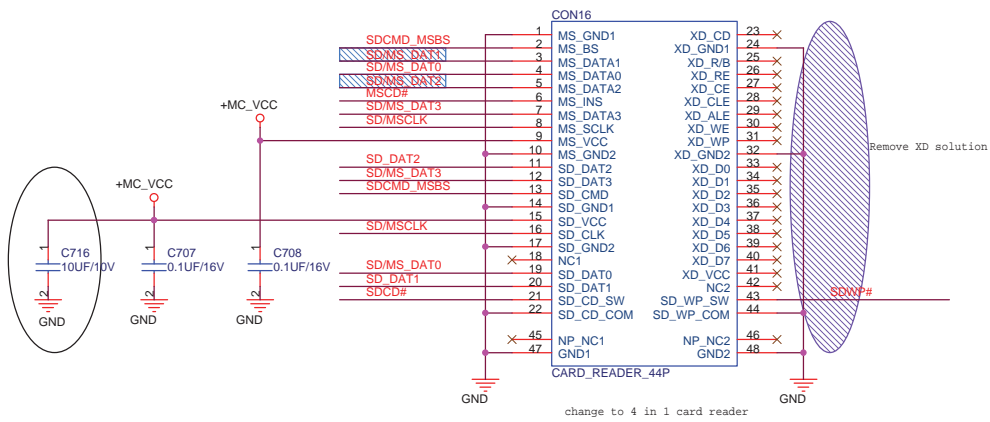 CON16
1 MS_GND1 XD_CD 23
SDCMD_MSBS 2 MS_BS XD_GND1 24
SD/MS_DAT1 3 MS_DATA1 XD_R/B 25
SD/MS_DAT0 4 MS_DATA0 XD_RE 26
SD/MS_DAT2 5 MS_DATA2 XD_CE 27
MSCD# 6 MS_INS XD_CLE 28
SD/MS_DAT3 7 MS_DATA3 XD_ALE 29
SD/MSCLK 8 MS_SCLK XD_WE 30
+MC_VCC
9 MS_VCC XD_WP 31
10 MS_GND2 XD_GND2 32
Remove XD solution
SD_DAT2 11 SD_DAT2 XD_D0 33
SD/MS_DAT3 12 SD_DAT3 XD_D1 34
SDCMD_MSBS 13 SD_CMD XD_D2 35
+MC_VCC
14 SD_GND1 XD_D3 36
15 SD_VCC XD_D4 37
SD/MSCLK 16 SD_CLK XD_D5 38
17 SD_GND2 XD_D6 39
18 NC1 XD_D7 40
SD/MS_DAT0 19 SD_DAT0 XD_VCC 41
SD_DAT1 20 SD_DAT1 NC2 42
SDCD# 21 SD_CD_SW SD_WP_SW 43 SDWP#
22 SD_CD_COM SD_WP_COM 44
45 NP_NC1 NP_NC2 46
47 GND1 GND2 48
CARD_READER_44P
1 1 1
C716 C707 C708
10UF/10V 0.1UF/16V 0.1UF/16V
2 2 2
GND GND GND
GND GND
change to 4 in 1 card reader